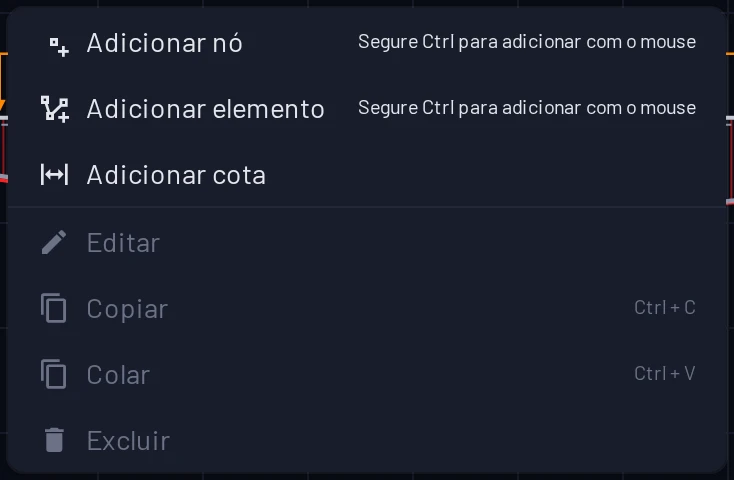 Adicionar nó Segure Ctrl para adicionar com o mouse
Adicionar elemento Segure Ctrl para adicionar com o mouse
Adicionar cota
Editar
Copiar Ctrl + C
Colar Ctrl + V
Excluir